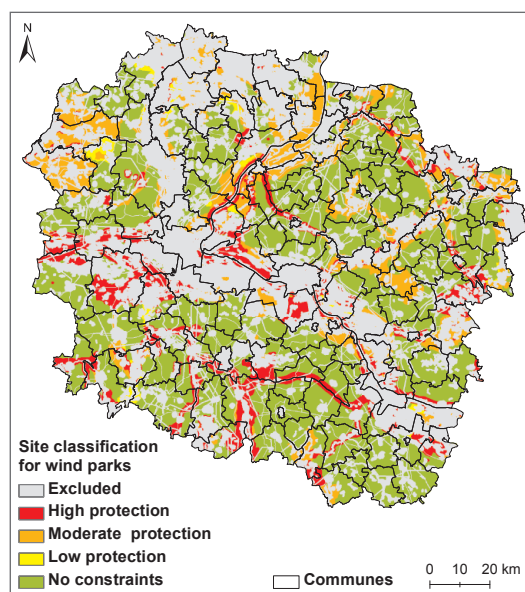 N
Site classification
for wind parks
Excluded
High protection
Moderate protection
Low protection
No constraints
Communes
0 10 20 km